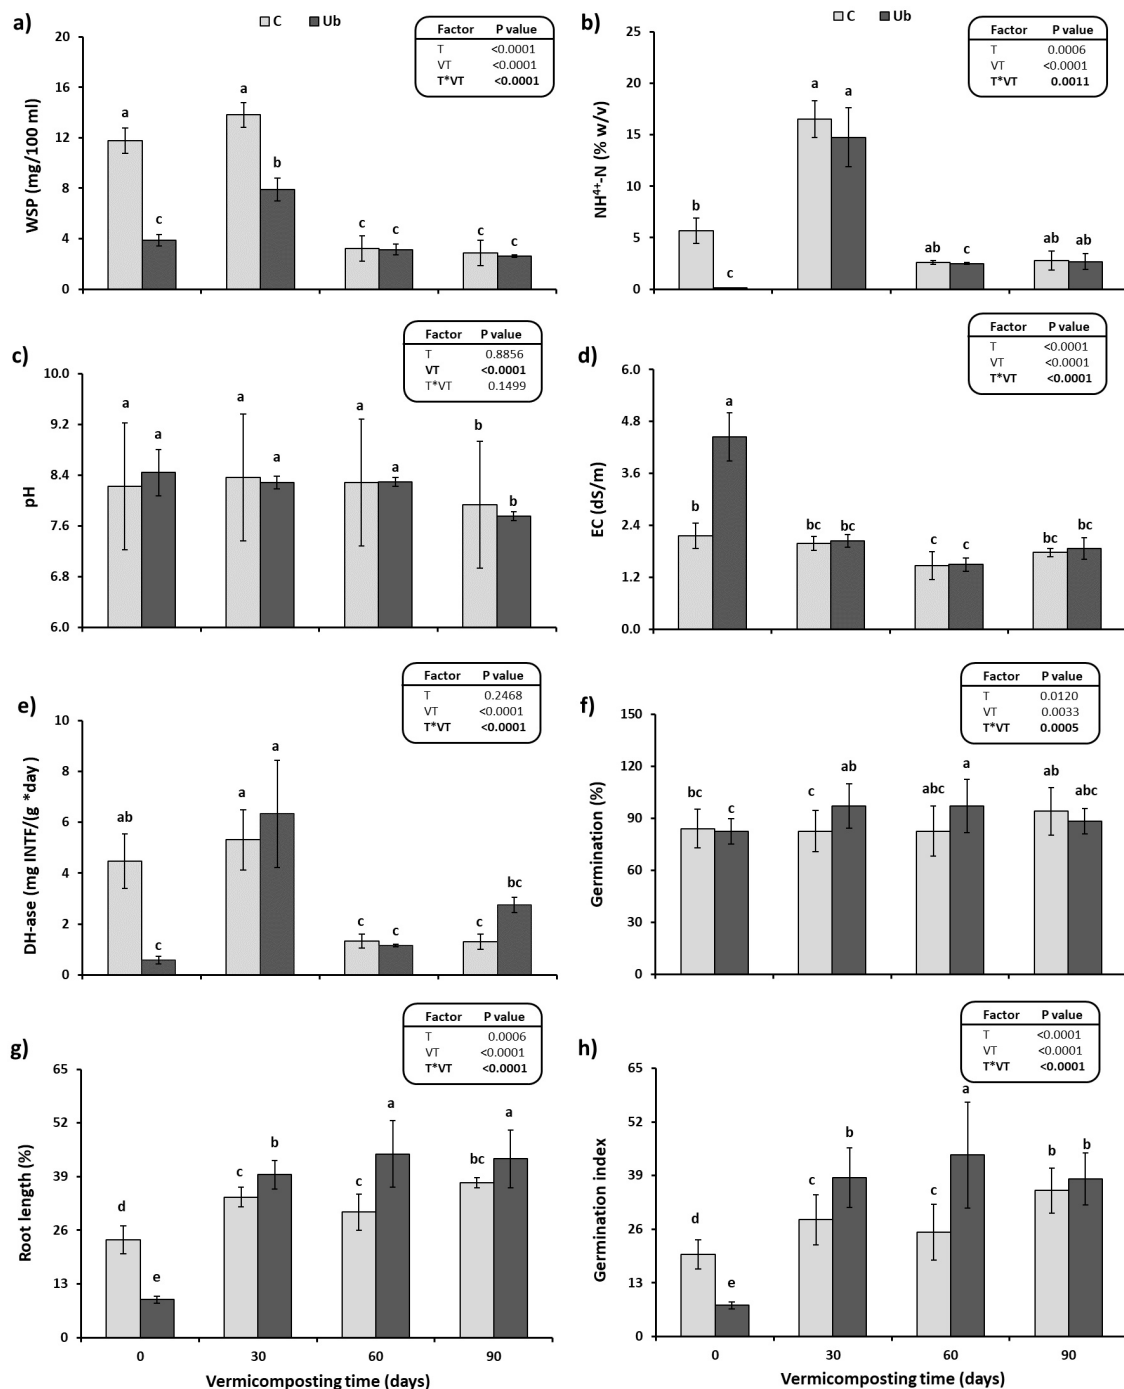 a)
C Ub
Factor P value
T <0.0001
VT <0.0001
T*VT <0.0001
WSP (mg/100 ml)
20
16
12
8
4
0
a
c
a
b
c
c
c
c
b)
C Ub
Factor P value
T 0.0006
VT <0.0001
T*VT 0.0011
NH4+-N (% w/v)
25
20
15
10
5
0
b
c
a
a
ab
c
ab
ab
c)
Factor P value
T 0.8856
VT <0.0001
T*VT 0.1499
pH
10.0
9.2
8.4
7.6
6.8
6.0
a
a
a
a
a
a
b
b
d)
Factor P value
T <0.0001
VT <0.0001
T*VT <0.0001
EC (dS/m)
6.0
4.8
3.6
2.4
1.2
0.0
b
a
bc
bc
c
c
bc
bc
e)
Factor P value
T 0.2468
VT <0.0001
T*VT <0.0001
DH-ase (mg INTF/(g *day )
10
8
6
4
2
0
ab
c
a
a
c
c
c
bc
f)
Factor P value
T 0.0120
VT 0.0033
T*VT 0.0005
Germination (%)
150
120
90
60
30
0
bc
c
c
ab
abc
a
ab
abc
g)
Factor P value
T 0.0006
VT <0.0001
T*VT <0.0001
Root length (%)
65
52
39
26
13
0
d
e
c
b
c
a
bc
a
0 30 60 90
Vermicomposting time (days)
h)
Factor P value
T <0.0001
VT <0.0001
T*VT <0.0001
Germination index
65
52
39
26
13
0
d
e
c
b
c
a
b
b
0 30 60 90
Vermicomposting time (days)